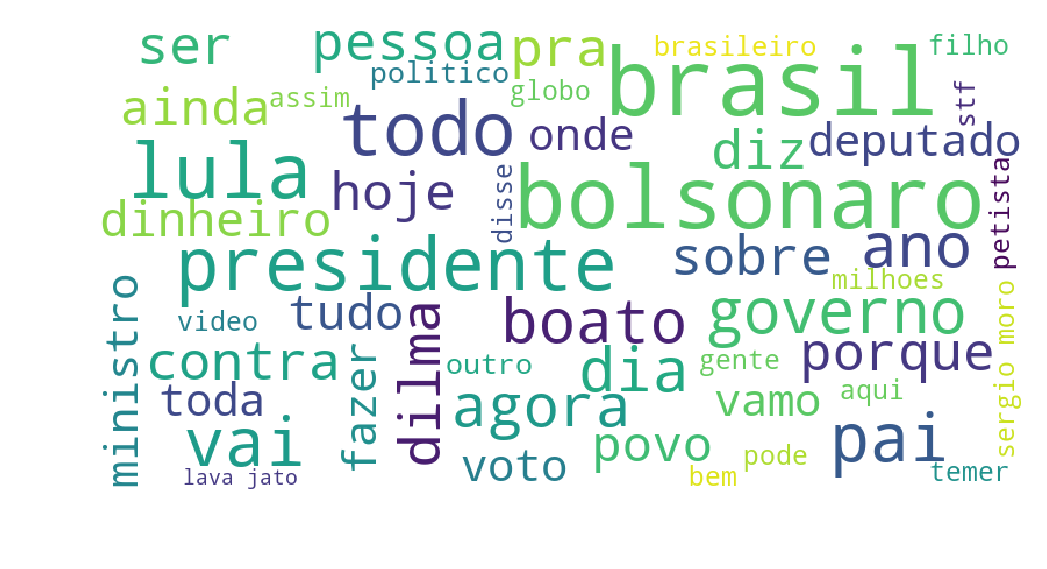 ser
pessoa
pra
brasileiro
filho
politico
brasil
ainda
assim
globo
stf
todo
onde
diz
deputado
lula
hoje
disse
bolsonaro
petista
dinheiro
presidente
sobre
ano
milhoes
ministro
video
tudo
dilma
boato
governo
sergio moro
contra
fazer
outro
dia
gente
porque
toda
agora
vamo
aqui
vai
voto
povo
pode
pai
lava jato
bem
temer